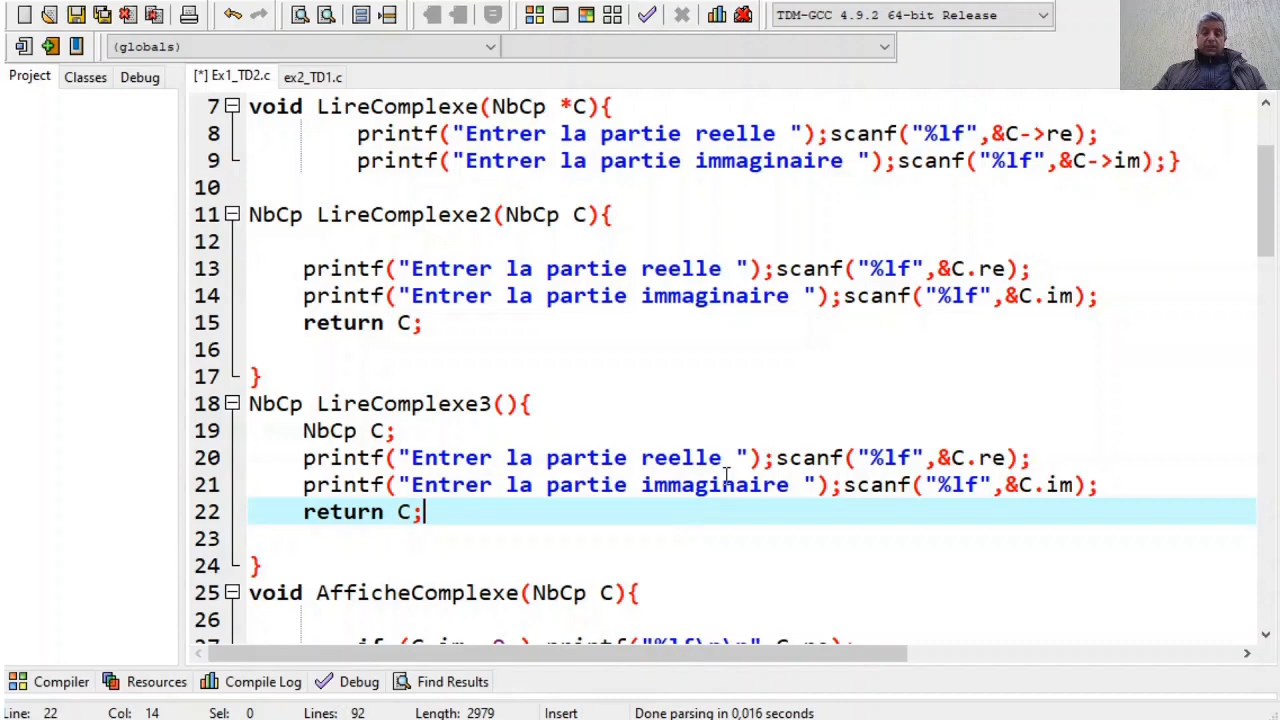 TDM-GCC 4.9.2 64-bit Release
(globals)
Project Classes Debug [*] Ex1_TD2.c ex2_TD1.c
7 void LireComplexe(NbCp *C){
8 printf("Entrer la partie reelle ");scanf("%lf",&C->re);
9 printf("Entrer la partie immaginaire ");scanf("%lf",&C->im);}
10
11 NbCp LireComplexe2(NbCp C){
12
13 printf("Entrer la partie reelle ");scanf("%lf",&C.re);
14 printf("Entrer la partie immaginaire ");scanf("%lf",&C.im);
15 return C;
16
17 }
18 NbCp LireComplexe3(){
19 NbCp C;
20 printf("Entrer la partie reelle ");scanf("%lf",&C.re);
21 printf("Entrer la partie immaginaire ");scanf("%lf",&C.im);
22 return C;
23
24 }
25 void AfficheComplexe(NbCp C){
26
Compiler Resources Compile Log Debug Find Results
Line: 22 Col: 14 Sel: 0 Lines: 92 Length: 2979 Insert Done parsing in 0,016 seconds